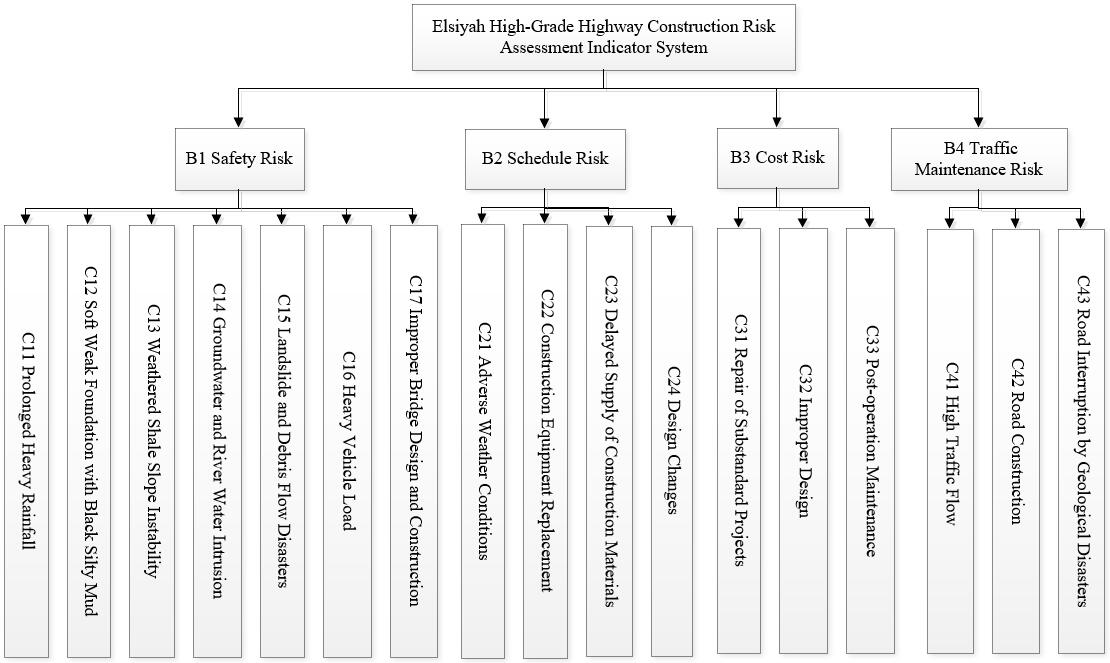 Elsiyah High-Grade Highway Construction Risk
Assessment Indicator System
B1 Safety Risk
B2 Schedule Risk
B3 Cost Risk
B4 Traffic
Maintenance Risk
C11 Prolonged Heavy Rainfall
C12 Soft Weak Foundation with Black Silty Mud
C13 Weathered Shale Slope Instability
C14 Groundwater and River Water Intrusion
C15 Landslide and Debris Flow Disasters
C16 Heavy Vehicle Load
C17 Improper Bridge Design and Construction
C21 Adverse Weather Conditions
C22 Construction Equipment Replacement
C23 Delayed Supply of Construction Materials
C24 Design Changes
C31 Repair of Substandard Projects
C32 Improper Design
C33 Post-operation Maintenance
C41 High Traffic Flow
C42 Road Construction
C43 Road Interruption by Geological Disasters